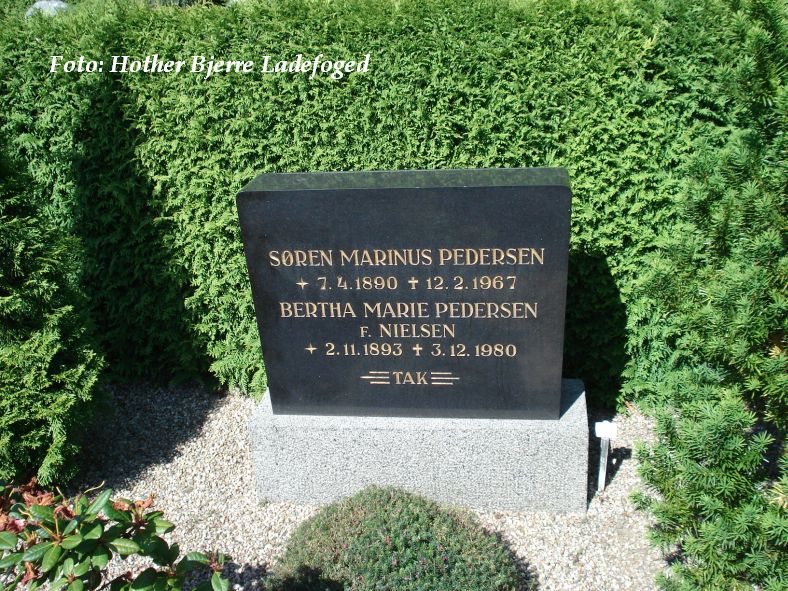 Foto: Hother Bjerre Ladefoged
SØREN MARINUS PEDERSEN
7.4.1890 ✝ 12.2.1967
BERTHA MARIE PEDERSEN
F. NIELSEN
2.11.1893 ✝ 3.12.1980
TAK